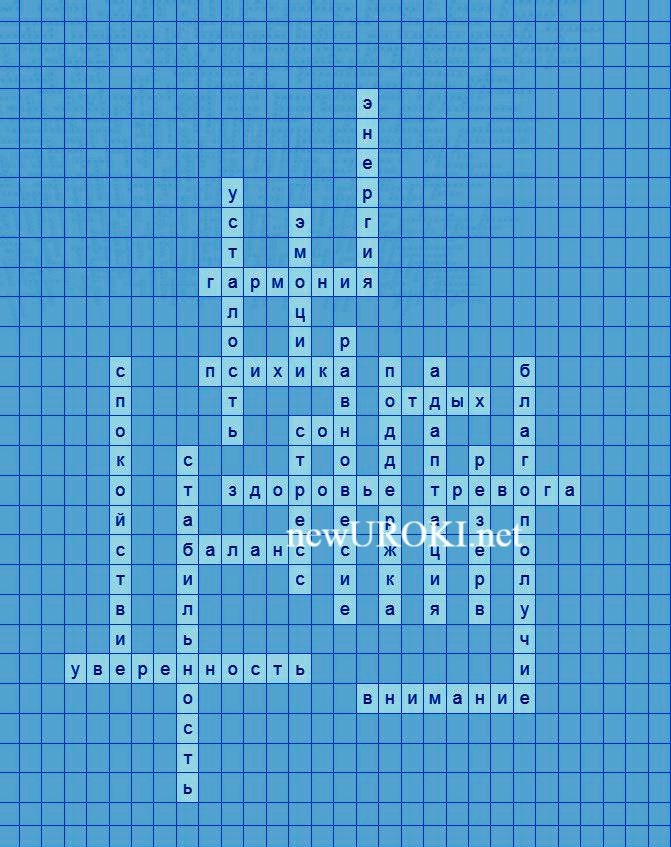 энергия
усталость
эмоции
гармония
равновесие
спокойствие
психика
поддержка
адаптация
благополучие
отдых
сон
стресс
стабильность
резерв
здоровье
тревога
newUROKI.net
баланс
уверенность
внимание